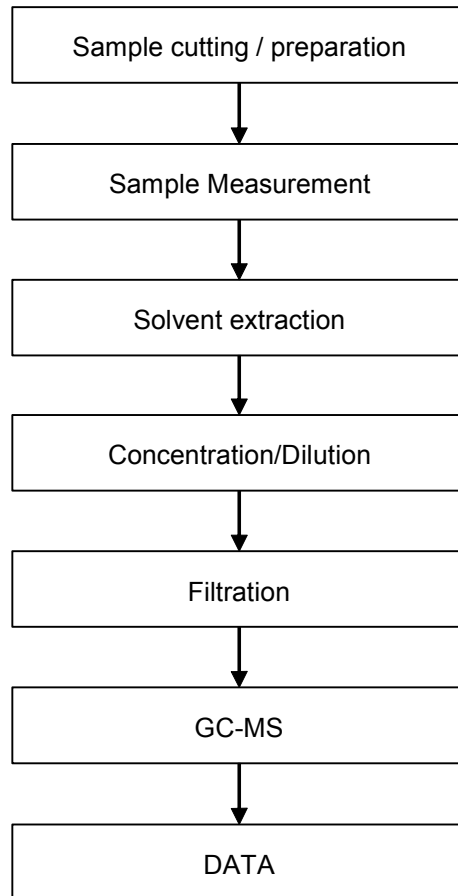 Sample cutting / preparation
Sample Measurement
Solvent extraction
Concentration/Dilution
Filtration
GC-MS
DATA